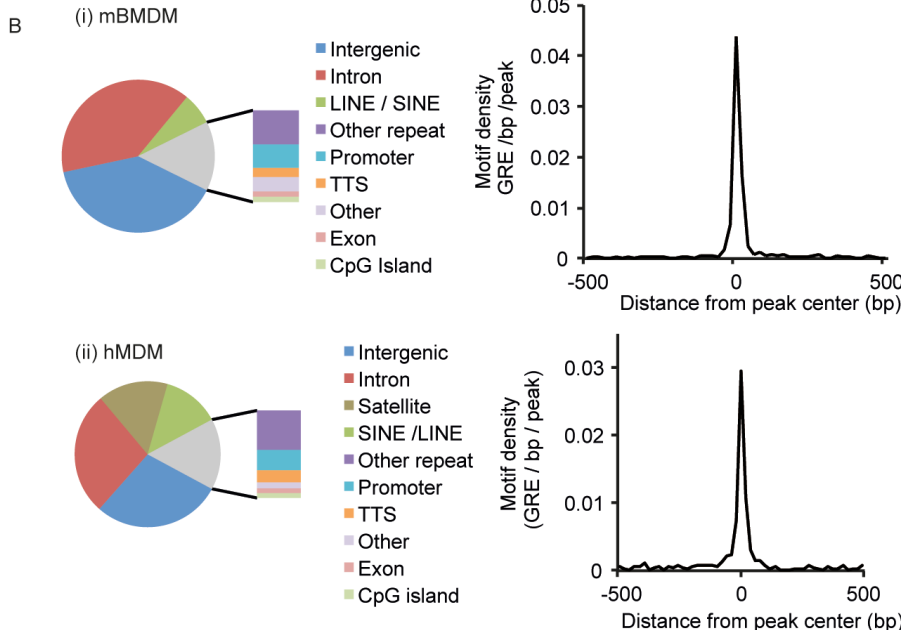 B
(i) mBMDM
Intergenic
Intron
LINE / SINE
Other repeat
Promoter
TTS
Other
Exon
CpG Island
Motif density
GRE /bp /peak
0.05
0.04
0.03
0.02
0.01
0
-500
0
500
Distance from peak center (bp)
(ii) hMDM
Intergenic
Intron
Satellite
SINE /LINE
Other repeat
Promoter
TTS
Other
Exon
CpG island
Motif density
(GRE / bp / peak)
0.03
0.02
0.01
0
-500
0
500
Distance from peak center (bp)